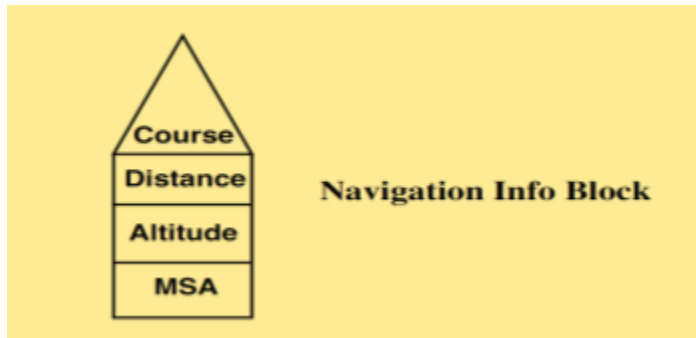 Course
Distance
Altitude
MSA
Navigation Info Block